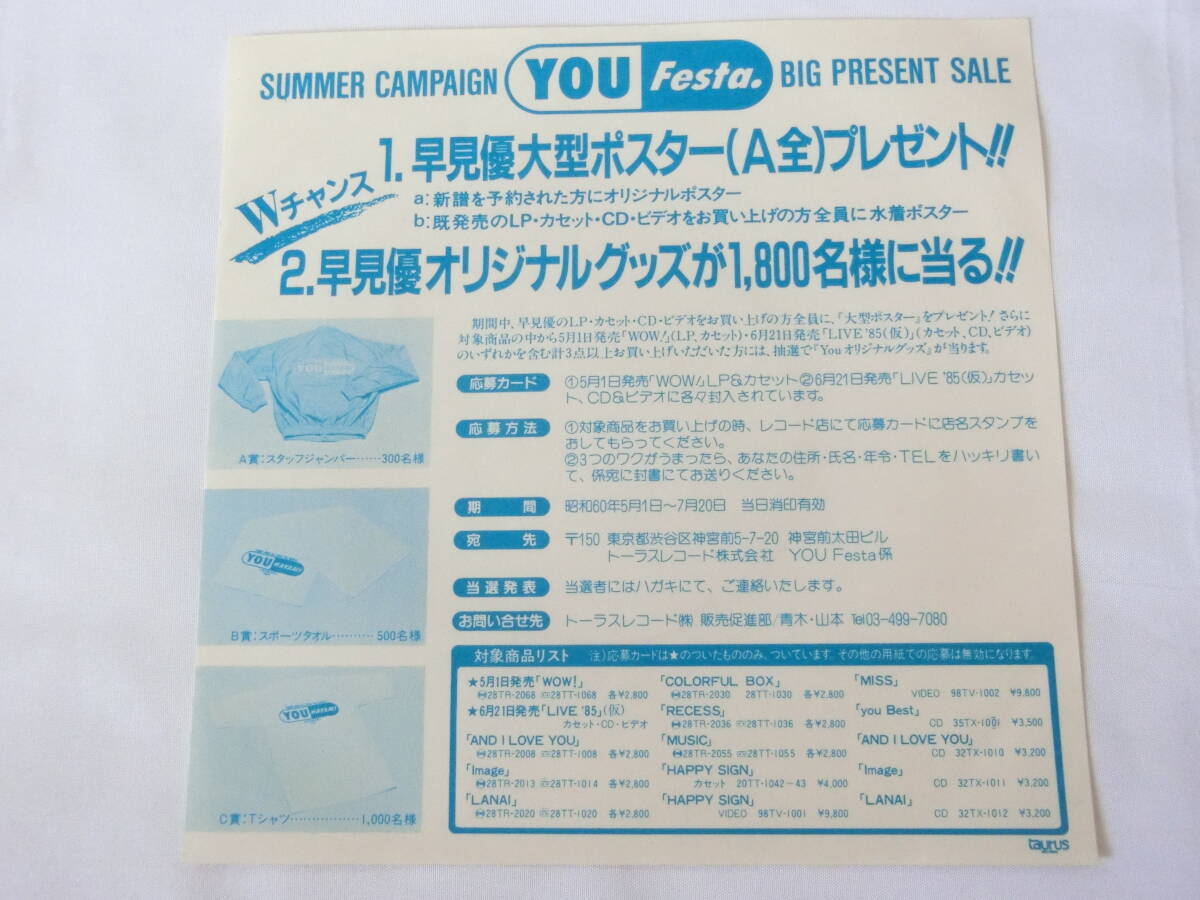 SUMMER CAMPAIGN YOU Festa. BIG PRESENT SALE
Wチャンス
1.早見優大型ポスター(A全)プレゼント!!
a:新譜を予約された方にオリジナルポスター
b:既発売のLP・カセット・CD・ビデオをお買い上げの方全員に水着ポスター
2.早見優オリジナルグッズが1,800名様に当る!!
期間中、早見優のLP・カセット・CD・ビデオをお買い上げの方全員に、「大型ポスター」をプレゼント! さらに
対象商品の中から5月1日発売「WOW!」(LP、カセット)・6月21日発売「LIVE '85(仮)」(カセット、CD、ビデオ)
のいずれかを含む計3点以上お買い上げいただいた方には、抽選で『Youオリジナルグッズ』が当ります。
応募カード ①5月1日発売「WOW!」LP&カセット②6月21日発売「LIVE '85(仮)」カセッ
ト、CD&ビデオに各々封入されています。
応募方法 ①対象商品をお買い上げの時、レコード店にて応募カードに店名スタンプを
おしてもらってください。
②3つのワクがうまったら、あなたの住所・氏名・年令・TELをハッキリ書い
て、係宛に封書にてお送りください。
期間 昭和60年5月1日～7月20日 当日消印有効
宛先 〒150 東京都渋谷区神宮前5-7-20 神宮前太田ビル
トーラスレコード株式会社 YOU Festa係
当選発表 当選者にはハガキにて、ご連絡いたします。
お問い合せ先 トーラスレコード㈱ 販売促進部/青木・山本 Tel03-499-7080
A賞:スタッフジャンバー……300名様
YOU HAYAMI
B賞:スポーツタオル………500名様
YOU HAYAMI
C賞:Tシャツ……………1,000名様
対象商品リスト 注)応募カードは★のついたもののみ、ついています。その他の用紙での応募は無効になります。
★5月1日発売「WOW!」
28TR-2068 28TT-1068 各¥2,800
★6月21日発売「LIVE '85」(仮)
カセット・CD・ビデオ
「AND I LOVE YOU」
28TR-2008 28TT-1008 各¥2,800
「Image」
28TR-2013 28TT-1014 各¥2,800
「LANAI」
28TR-2020 28TT-1020 各¥2,800
「COLORFUL BOX」
28TR-2030 28TT-1030 各¥2,800
「RECESS」
28TR-2036 28TT-1036 各¥2,800
「MUSIC」
28TR-2055 28TT-1055 各¥2,800
「HAPPY SIGN」
カセット 20TT-1042-43 ¥4,000
「HAPPY SIGN」
VIDEO 98TV-1001 ¥9,800
「MISS」
VIDEO 98TV-1002 ¥9,800
「you Best」
CD 35TX-1001 ¥3,500
「AND I LOVE YOU」
CD 32TX-1010 ¥3,200
「Image」
CD 32TX-1011 ¥3,200
「LANAI」
CD 32TX-1012 ¥3,200
taurus